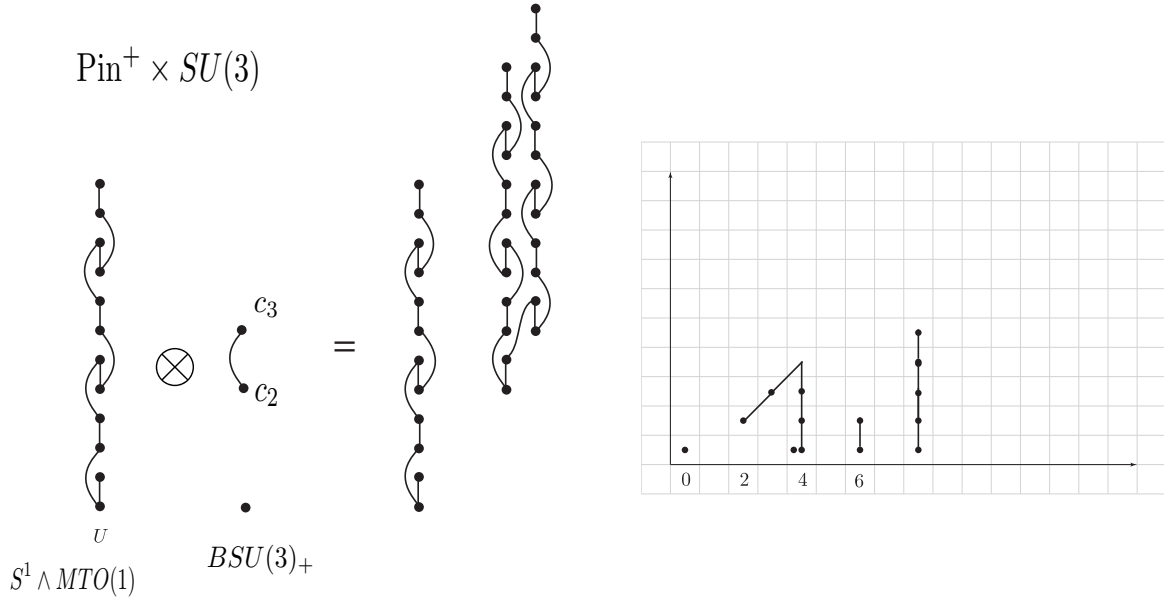 Pin⁺ × SU(3)
c₃
⊗
=
c₂
U
S¹ ∧ MTO(1)
BSU(3)₊
0 2 4 6